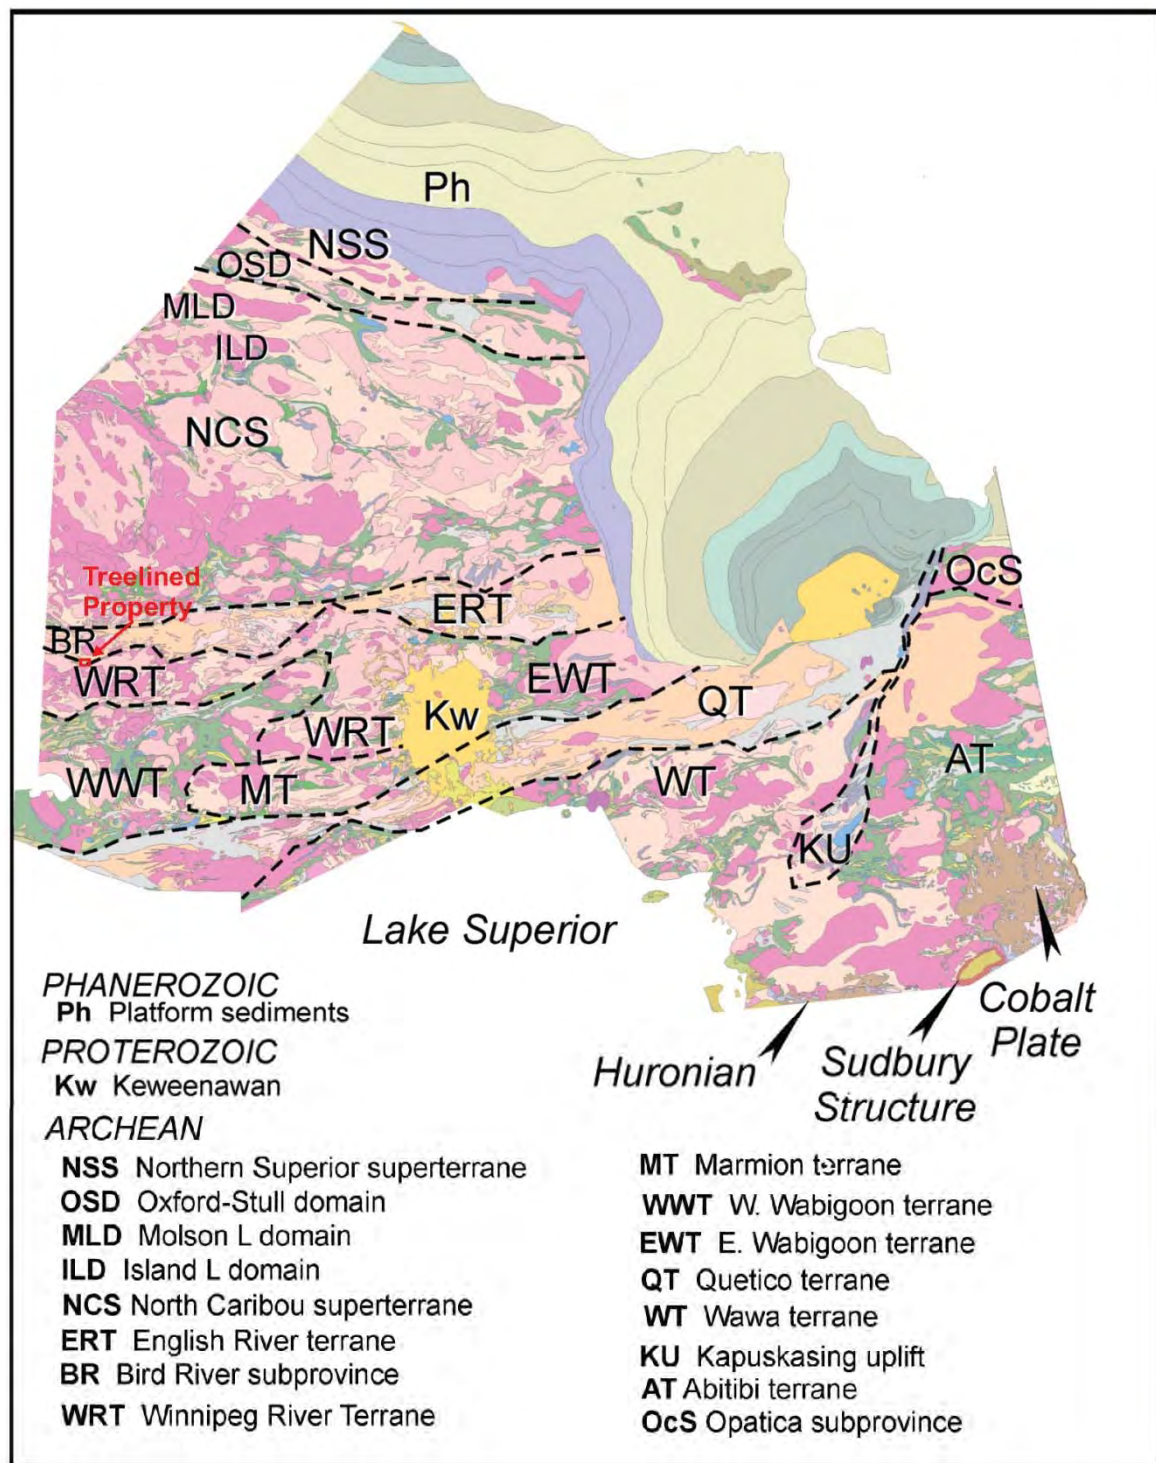 Ph
NSS
OSD
MLD
ILD
NCS
Treelined
Property
OcS
ERT
BR
WRT
EWT
QT
Kw
WRT
AT
WWT
MT
WT
KU
Lake Superior
Cobalt
Plate
Huronian
Sudbury
Structure
PHANEROZOIC
Ph Platform sediments
PROTEROZOIC
Kw Keweenawan
ARCHEAN
NSS Northern Superior superterrane
OSD Oxford-Stull domain
MLD Molson L domain
ILD Island L domain
NCS North Caribou superterrane
ERT English River terrane
BR Bird River subprovince
WRT Winnipeg River Terrane
MT Marmion terrane
WWT W. Wabigoon terrane
EWT E. Wabigoon terrane
QT Quetico terrane
WT Wawa terrane
KU Kapuskasing uplift
AT Abitibi terrane
OcS Opatica subprovince